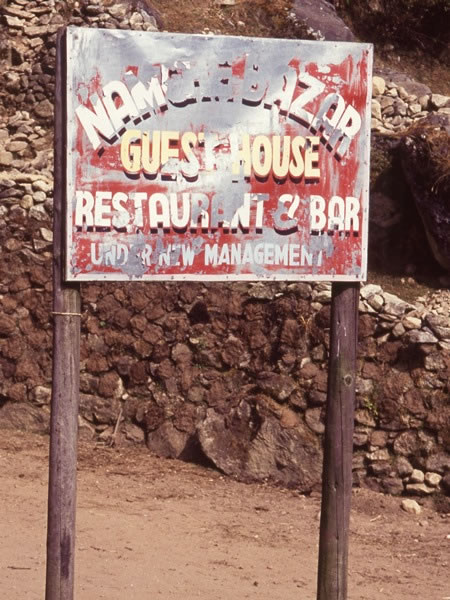 NAMCHE BAZAR
GUEST HOUSE
RESTAURANT & BAR
UNDER NEW MANAGEMENT